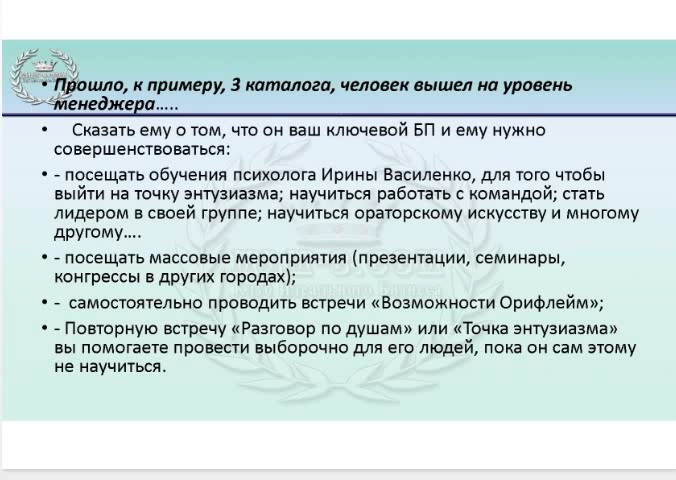 • Прошло, к примеру, 3 каталога, человек вышел на уровень
менеджера…..
• Сказать ему о том, что он ваш ключевой БП и ему нужно
совершенствоваться:
• - посещать обучения психолога Ирины Василенко, для того чтобы
выйти на точку энтузиазма; научиться работать с командой; стать
лидером в своей группе; научиться ораторскому искусству и многому
другому….
• - посещать массовые мероприятия (презентации, семинары,
конгрессы в других городах);
• - самостоятельно проводить встречи «Возможности Орифлейм»;
• - Повторную встречу «Разговор по душам» или «Точка энтузиазма»
вы помогаете провести выборочно для его людей, пока он сам этому
не научиться.